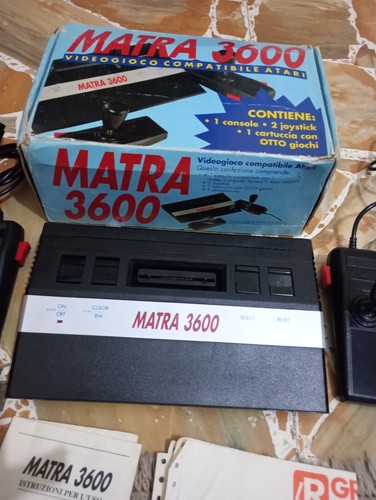 MATRA 3600
VIDEOGIOCO COMPATIBILE ATARI
MATRA 3600
CONTIENE:
• 1 console • 2 joystick
• 1 cartuccia con
OTTO giochi
MATRA
3600
Videogioco compatibile Atari
Questa confezione comprende
ON
OFF
COLOR
BW
MATRA 3600
SELECT
RESET
MATRA 3600
ISTRUZIONI PER L'USO